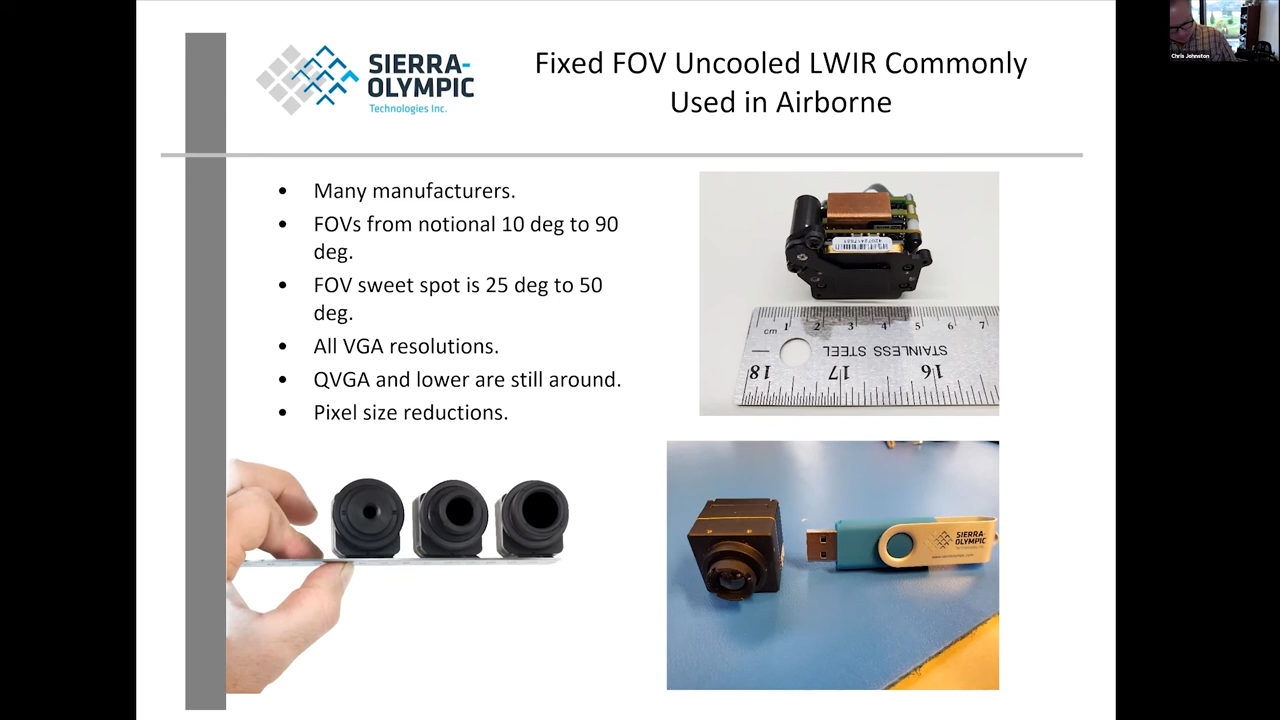 SIERRA-
OLYMPIC
Technologies Inc.
Fixed FOV Uncooled LWIR Commonly
Used in Airborne
Chris Johnston
• Many manufacturers.
• FOVs from notional 10 deg to 90
deg.
• FOV sweet spot is 25 deg to 50
deg.
• All VGA resolutions.
• QVGA and lower are still around.
• Pixel size reductions.
cm 1 2 3 4 5 6 7
STAINLESS STEEL
18 17 16
SIERRA-
OLYMPIC